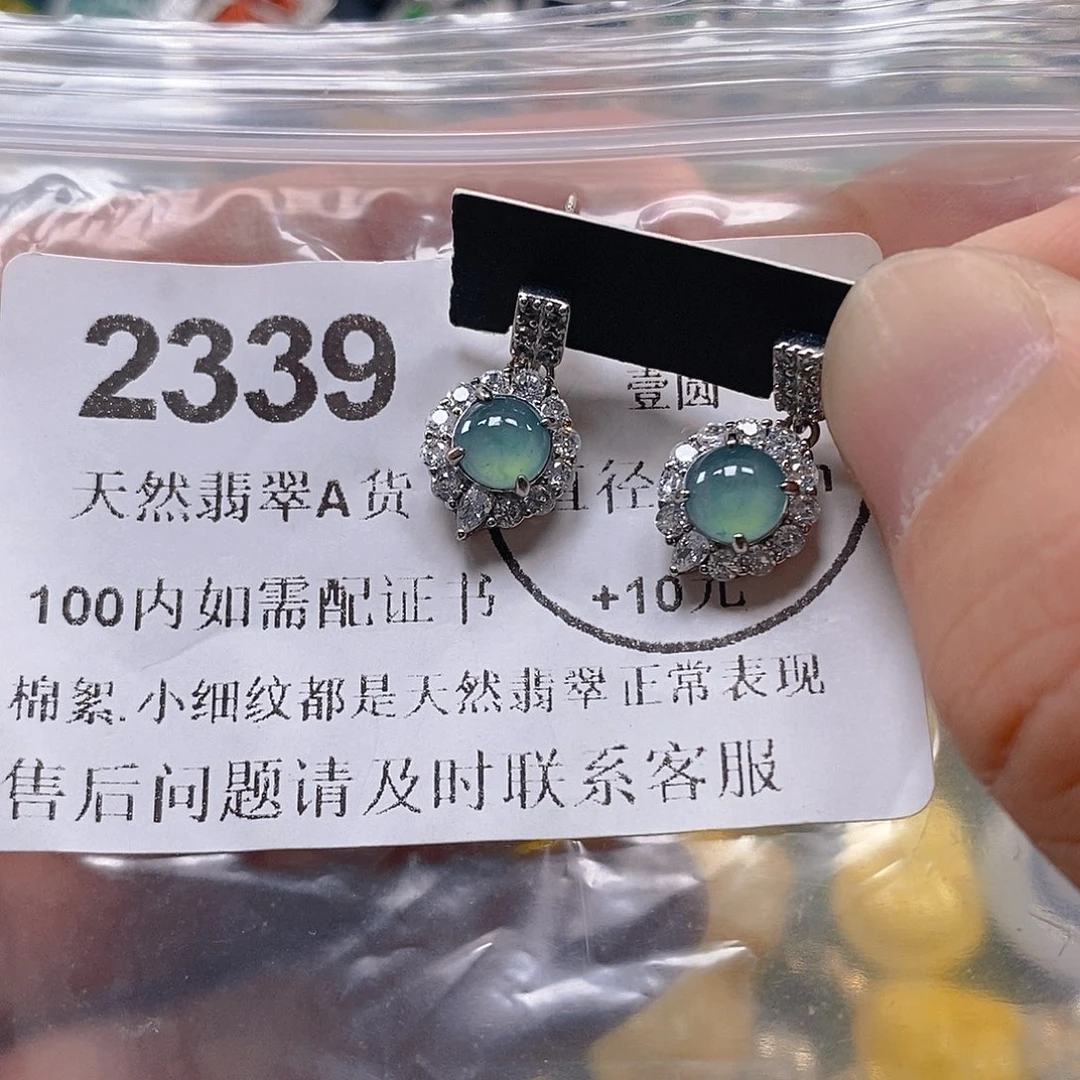 2339
壹圆
天然翡翠A货 直径
100内如需配证书 +10元
棉絮.小细纹都是天然翡翠正常表现
售后问题请及时联系客服